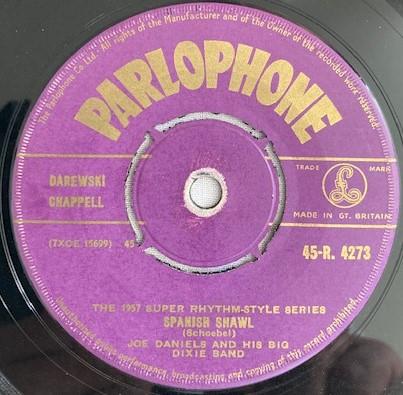 The Parlophone Co. Ltd. All rights of the Manufacturer and of the Owner of the recorded work reserved.
PARLOPHONE
DAREWSKI
CHAPPELL
TRADE MARK
£
MADE IN GT. BRITAIN
(7XCE 15699) 45
45-R. 4273
THE 1957 SUPER RHYTHM-STYLE SERIES
SPANISH SHAWL
(Schoebel)
JOE DANIELS AND HIS BIG
DIXIE BAND
Unauthorised public performance, broadcasting and copying of this record prohibited.